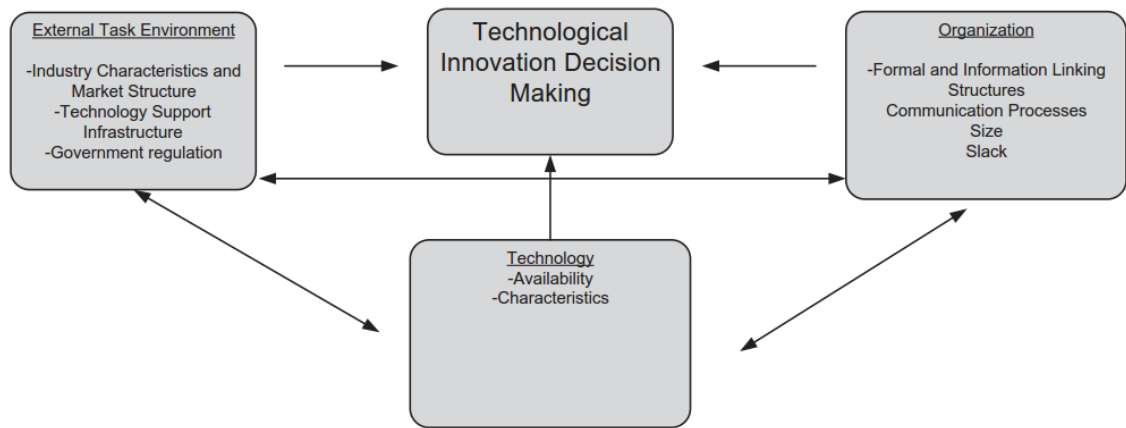 External Task Environment
-Industry Characteristics and
Market Structure
-Technology Support
Infrastructure
-Government regulation
Technological
Innovation Decision
Making
Organization
-Formal and Information Linking
Structures
Communication Processes
Size
Slack
Technology
-Availability
-Characteristics